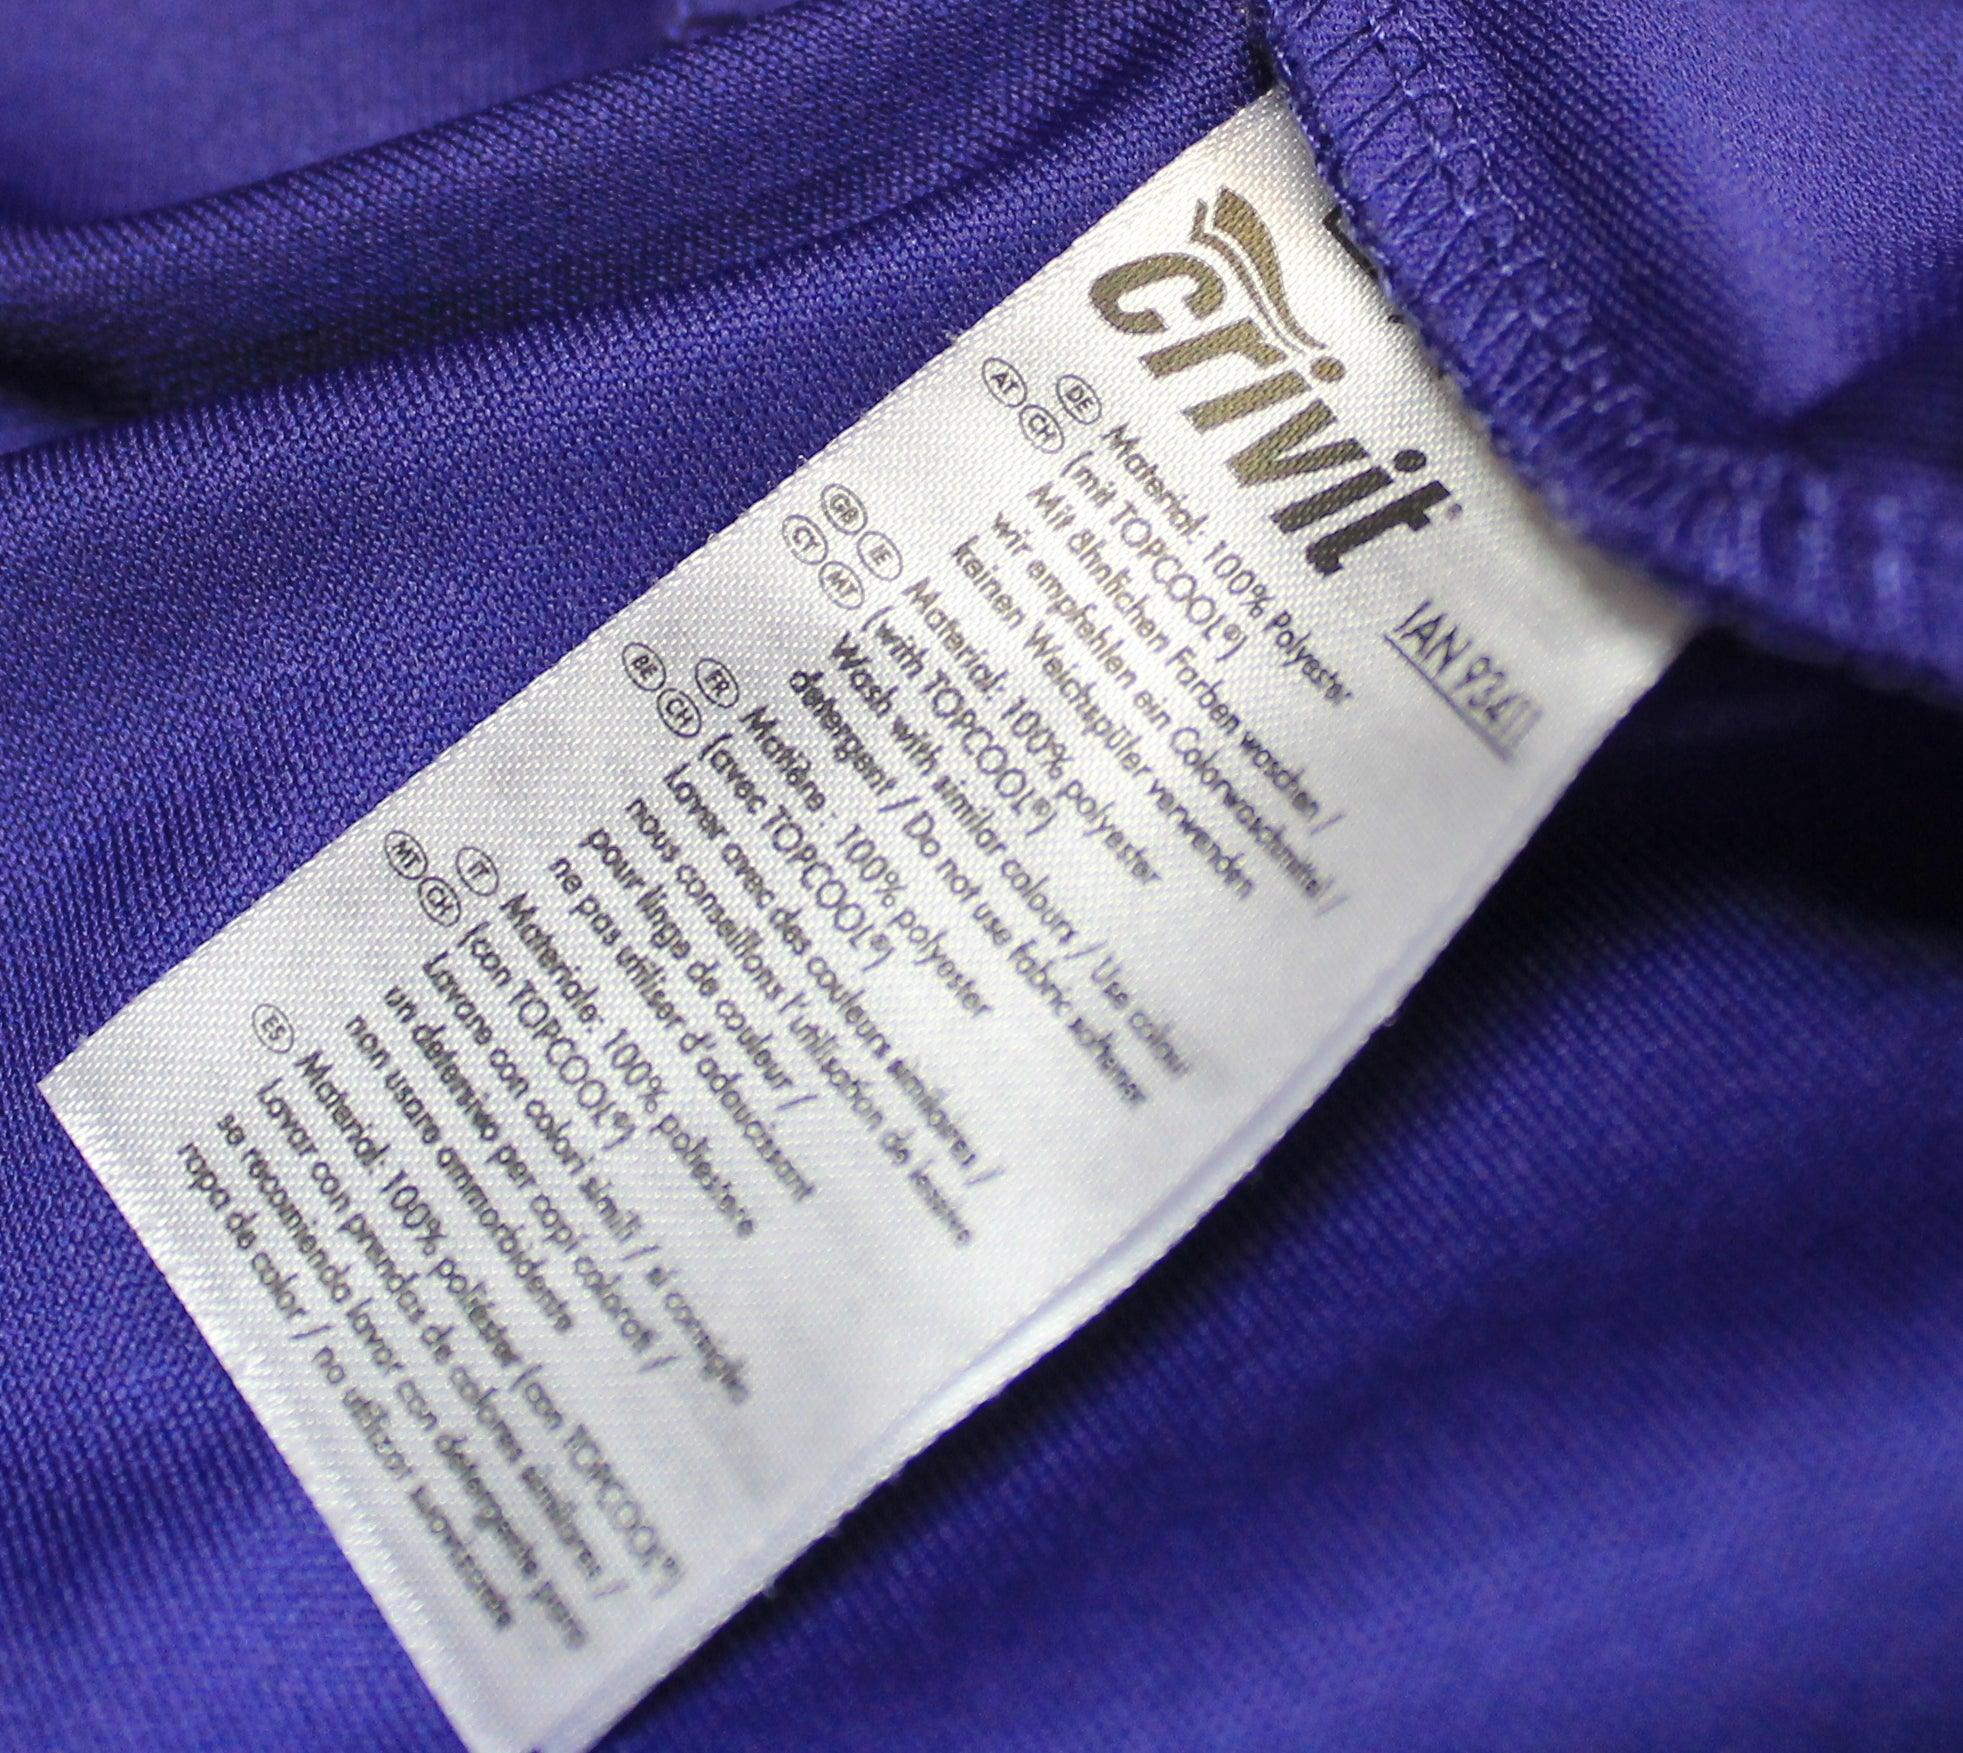 crivit
IAN 93411
DE Material: 100% Polyester
AT CH (mit TOPCOOL®)
Mit ähnlichen Farben waschen /
wir empfehlen ein Colorwaschmittel /
keinen Weichspüler verwenden
GB IE Material: 100% polyester
CY MT (with TOPCOOL®)
Wash with similar colours / Use colour
detergent / Do not use fabric softener
FR Matière : 100% polyester
BE CH (avec TOPCOOL®)
Laver avec des couleurs similaires /
nous conseillons l'utilisation de lessive
pour linge de couleur /
ne pas utiliser d'adoucissant
IT Materiale: 100% poliestere
MT CH (con TOPCOOL®)
Lavare con colori simili / si consiglia
un detersivo per capi colorati /
non usare ammorbidente
ES Material: 100% poliéster (con TOPCOOL®)
Lavar con prendas de colores similares /
se recomienda lavar con detergente para
ropa de color / no utilizar suavizante